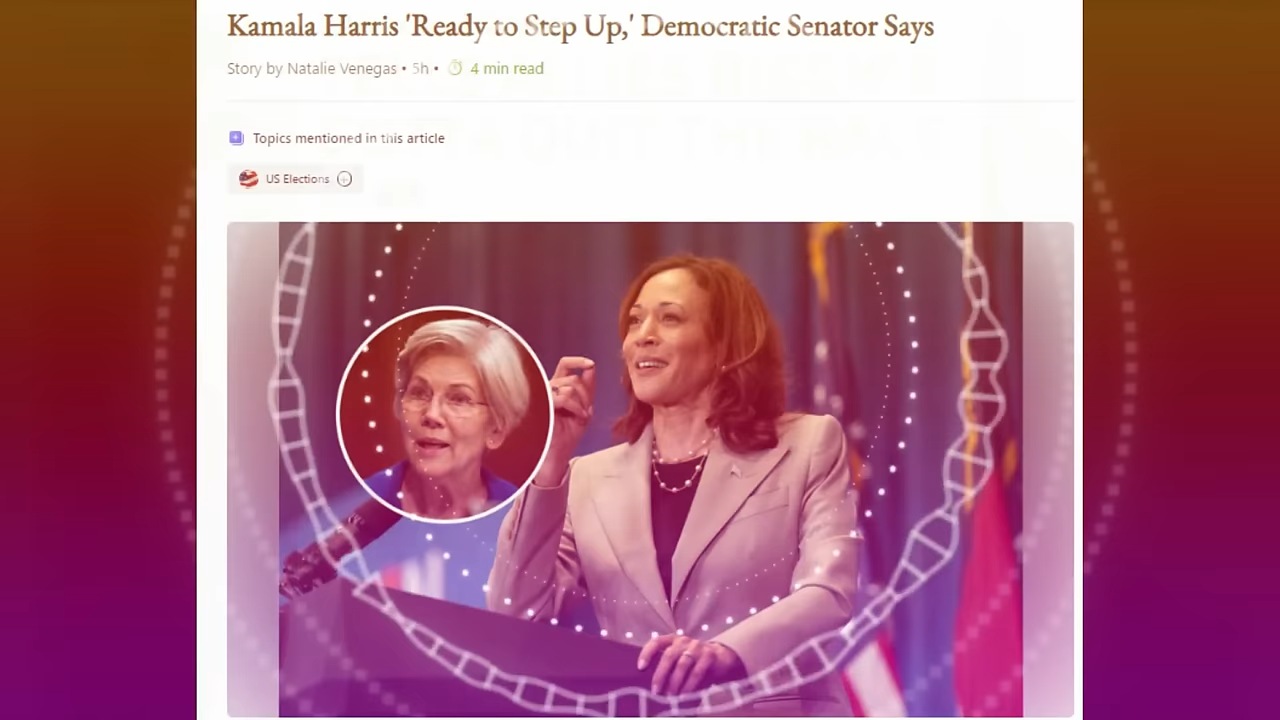 Kamala Harris 'Ready to Step Up,' Democratic Senator Says
Story by Natalie Venegas • 5h • 4 min read
Topics mentioned in this article
US Elections